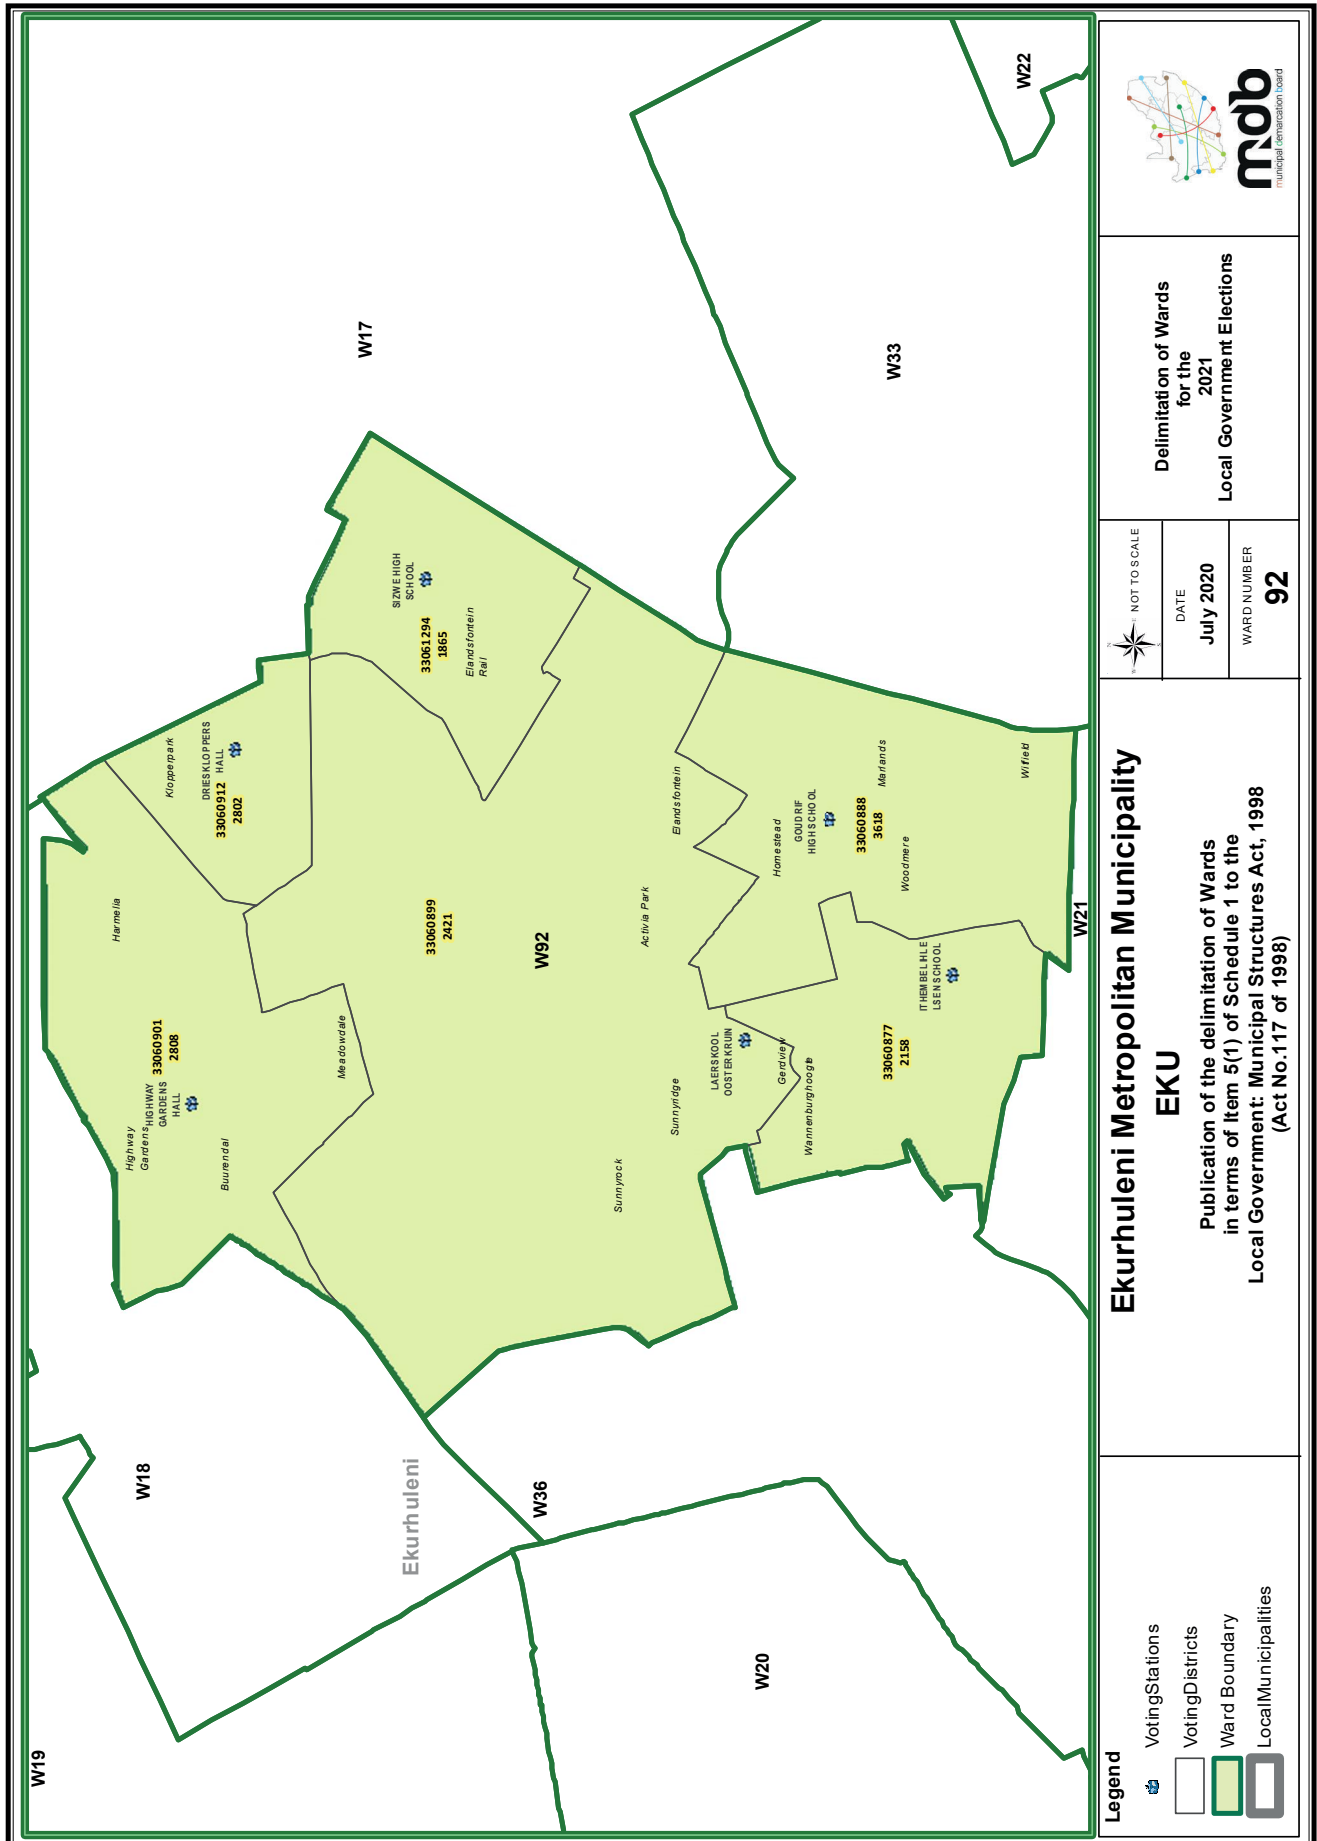 W19
W18
Ekurhuleni
W36
W20
W17
W33
W22
W21
W92
Harmelia
Klopperpark
DRIES KLOPPERS
HALL
33060912
2802
33060901
2808
Highway
Gardens
HIGHWAY
GARDENS
HALL
Buurendal
Meadowdale
33060899
2421
SIZWE HIGH
SCHOOL
33061294
1865
Elandsfontein
Rail
Elandsfontein
Activia Park
Sunnyridge
Sunnyrock
LAERSKOOL
OOSTERKRUIN
Gerdview
Wannenburghoogte
33060877
2158
ITHEMBELIHLE
LSEN SCHOOL
Homestead
GOUDRIF
HIGH SCHOOL
33060888
3618
Woodmere
Marlands
Witfield
Legend
VotingStations
VotingDistricts
Ward Boundary
LocalMunicipalities
Ekurhuleni Metropolitan Municipality
EKU
Publication of the delimitation of Wards
in terms of Item 5(1) of Schedule 1 to the
Local Government: Municipal Structures Act, 1998
(Act No.117 of 1998)
N
W
E
S
NOT TO SCALE
DATE
July 2020
WARD NUMBER
92
Delimitation of Wards
for the
2021
Local Government Elections
mdb
municipal demarcation board